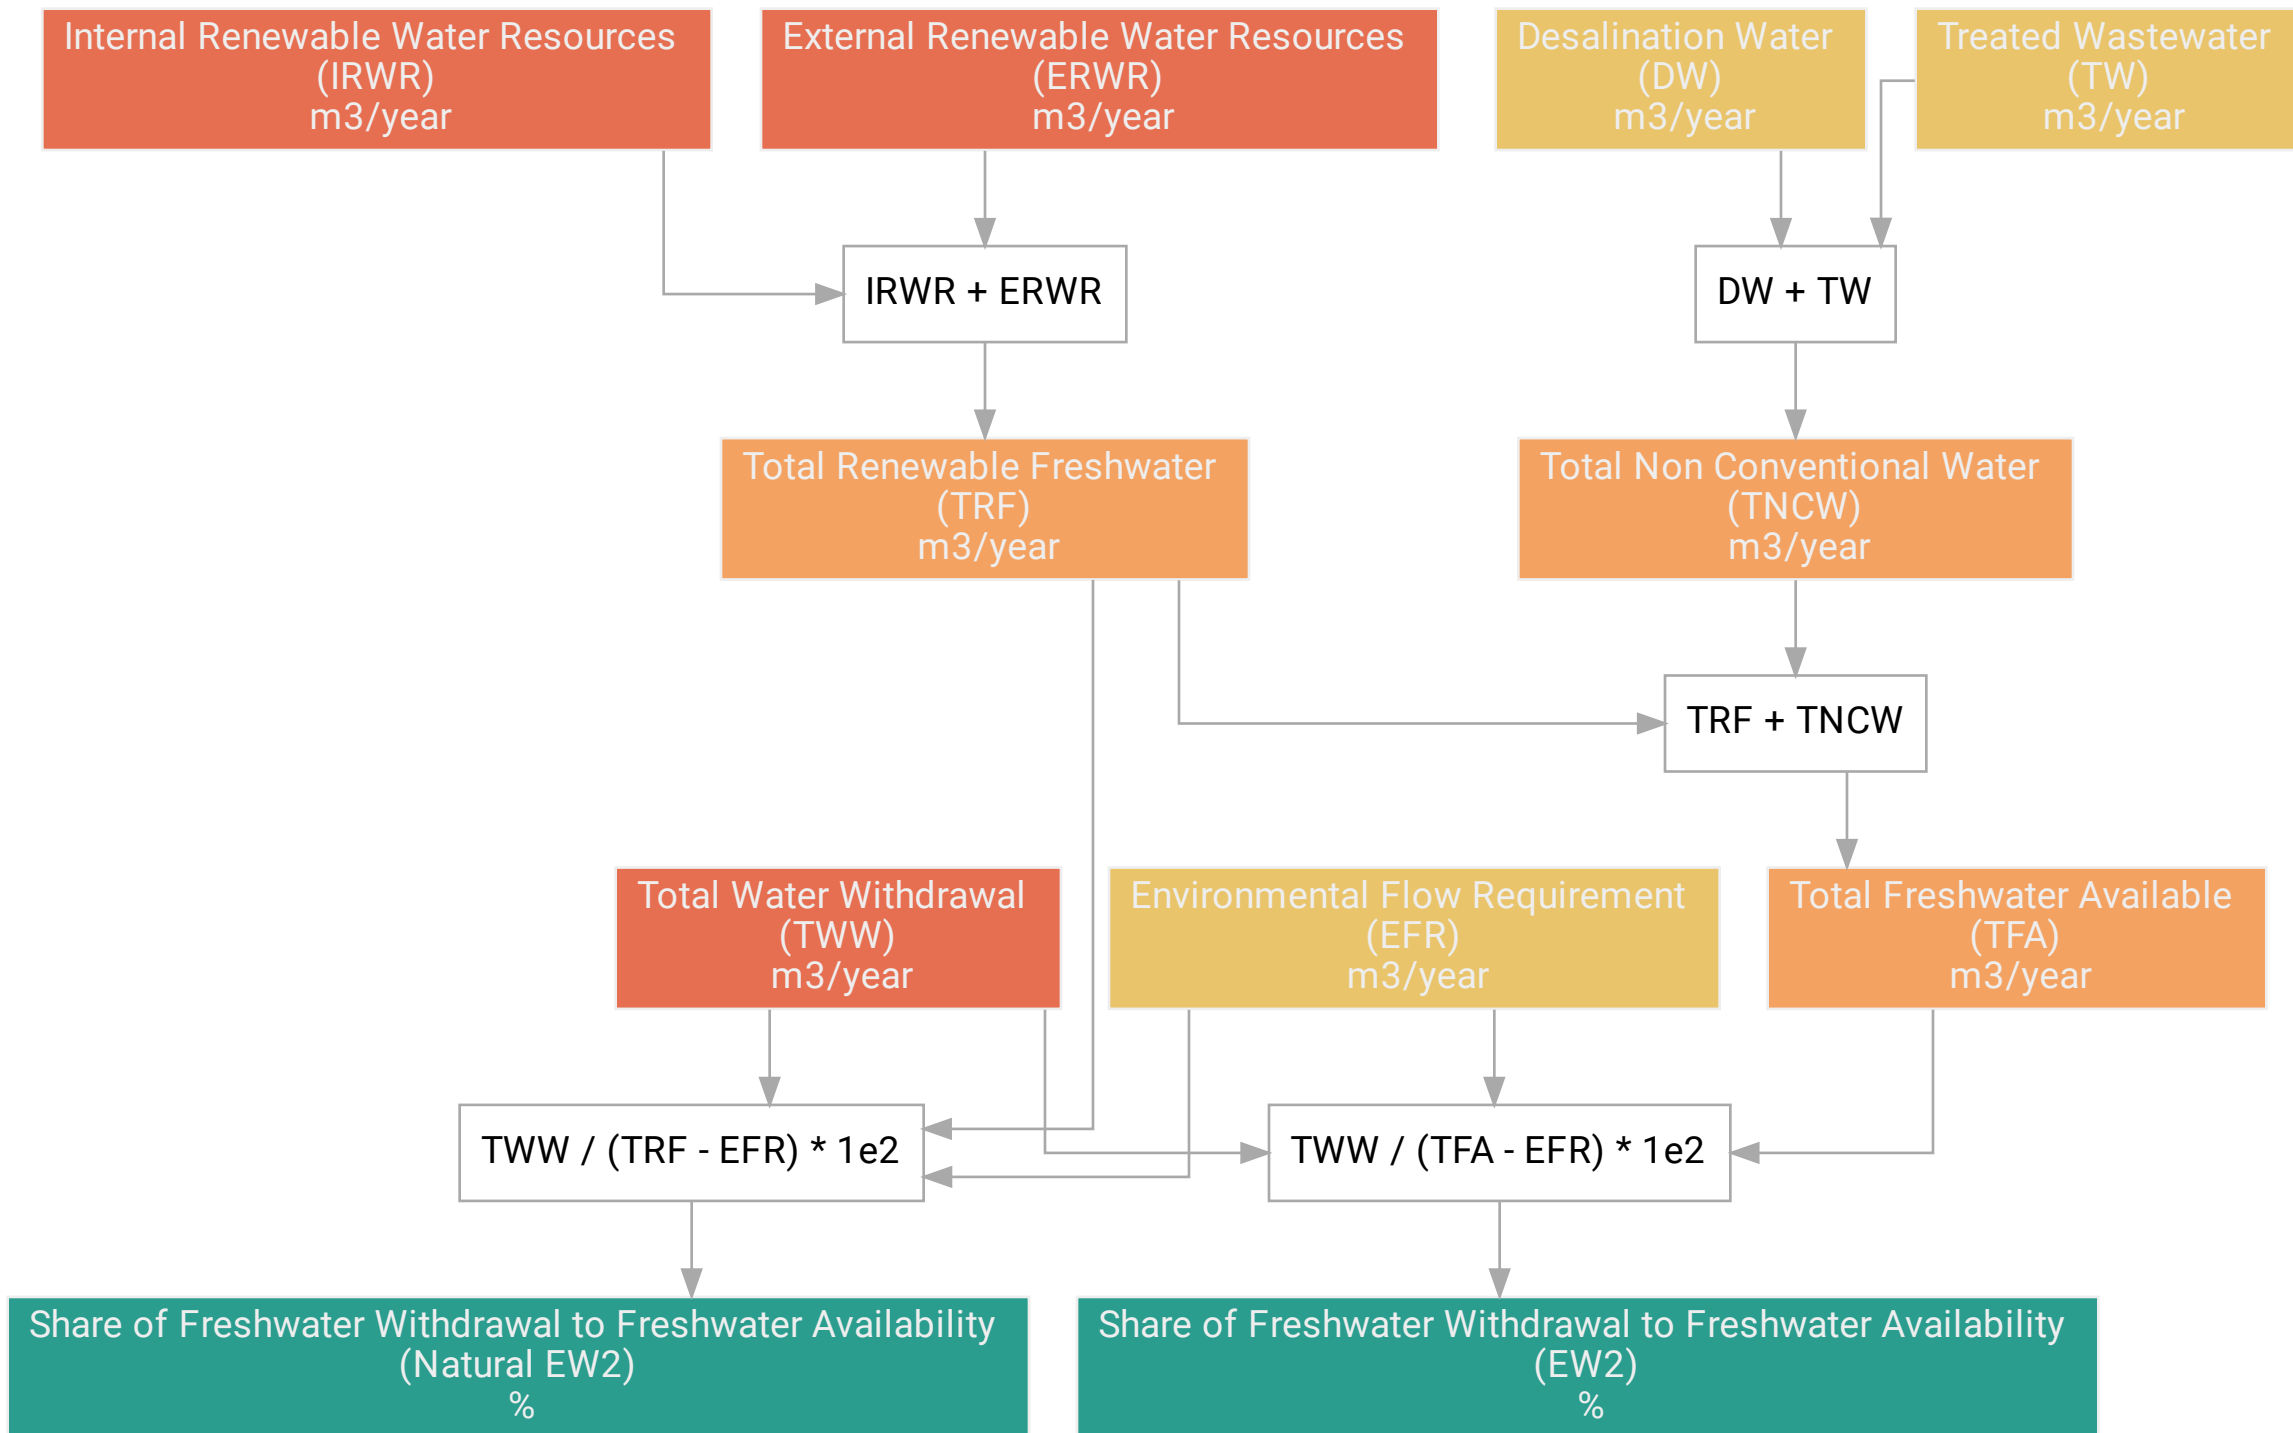 Internal Renewable Water Resources
(IRWR)
m3/year
External Renewable Water Resources
(ERWR)
m3/year
Desalination Water
(DW)
m3/year
Treated Wastewater
(TW)
m3/year
IRWR + ERWR
DW + TW
Total Renewable Freshwater
(TRF)
m3/year
Total Non Conventional Water
(TNCW)
m3/year
TRF + TNCW
Total Water Withdrawal
(TWW)
m3/year
Environmental Flow Requirement
(EFR)
m3/year
Total Freshwater Available
(TFA)
m3/year
TWW / (TRF - EFR) * 1e2
TWW / (TFA - EFR) * 1e2
Share of Freshwater Withdrawal to Freshwater Availability
(Natural EW2)
%
Share of Freshwater Withdrawal to Freshwater Availability
(EW2)
%